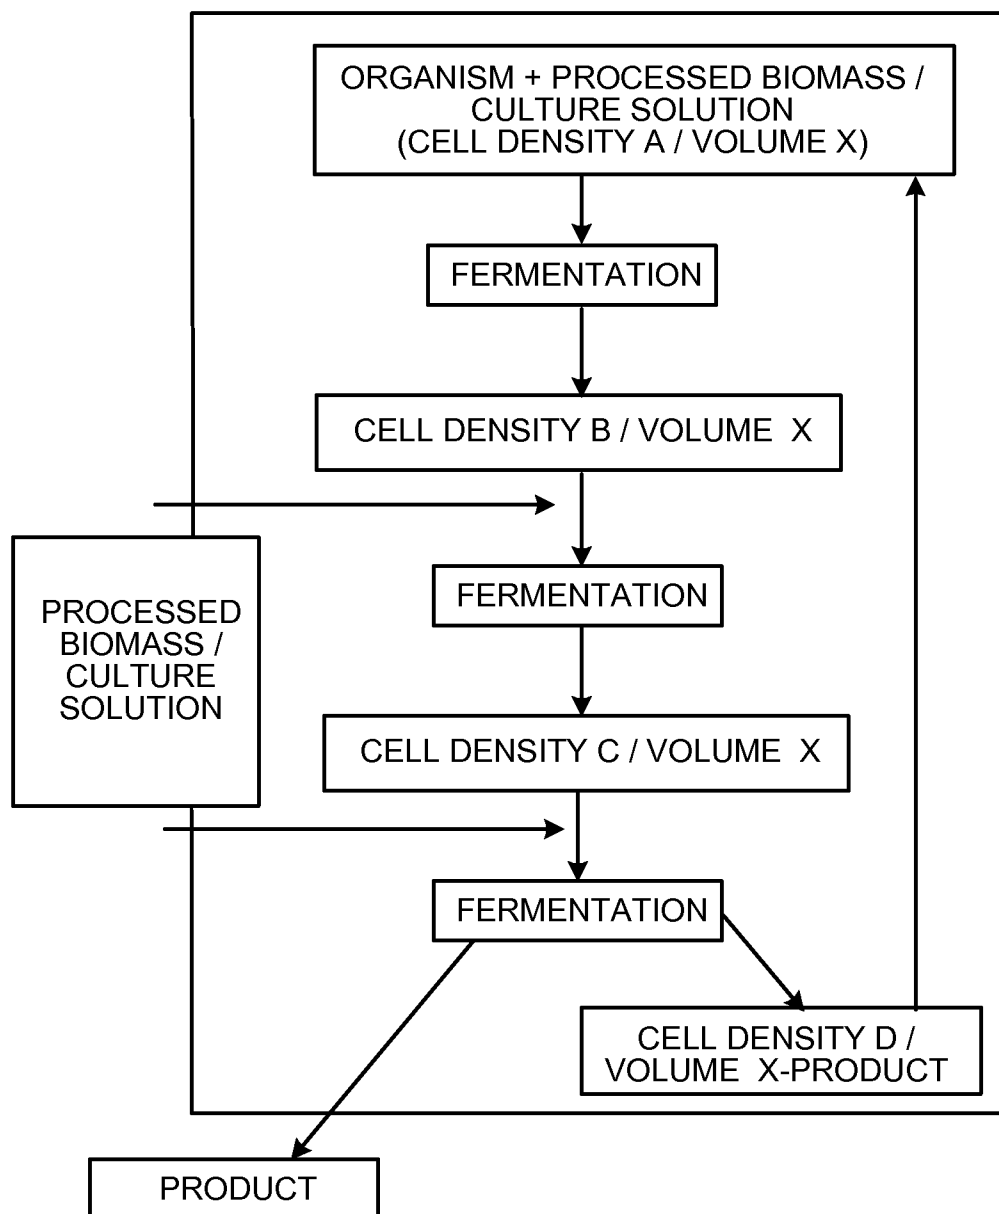 ORGANISM + PROCESSED BIOMASS /
CULTURE SOLUTION
(CELL DENSITY A / VOLUME X)
FERMENTATION
CELL DENSITY B / VOLUME X
FERMENTATION
PROCESSED
BIOMASS /
CULTURE
SOLUTION
CELL DENSITY C / VOLUME X
FERMENTATION
CELL DENSITY D /
VOLUME X-PRODUCT
PRODUCT